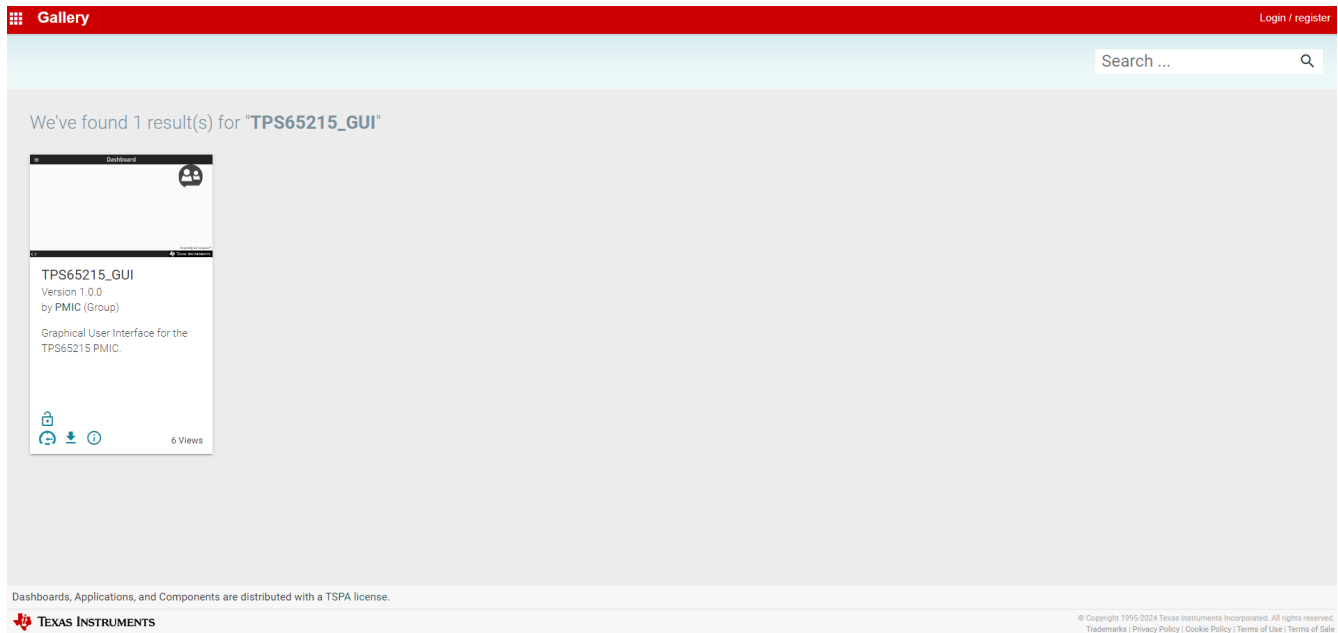 Gallery
Login / register
Search ...
We've found 1 result(s) for "TPS65215_GUI"
Dashboard
TEXAS INSTRUMENTS
TPS65215_GUI
Version 1.0.0
by PMIC (Group)
Graphical User Interface for the
TPS65215 PMIC.
6 Views
Dashboards, Applications, and Components are distributed with a TSPA license.
TEXAS INSTRUMENTS
© Copyright 1995-2024 Texas Instruments Incorporated. All rights reserved.
Trademarks | Privacy Policy | Cookie Policy | Terms of Use | Terms of Sale